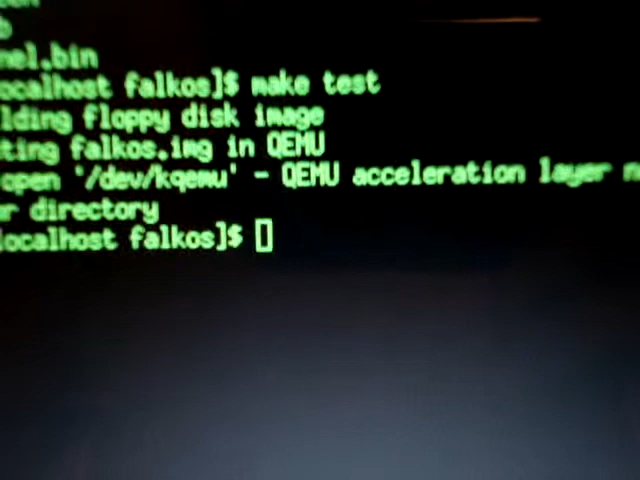 nel.bin
ocalhost falkos]$ make test
lding floppy disk image
ting falkos.img in QEMU
open '/dev/kqemu' - QEMU acceleration layer n
r directory
localhost falkos]$